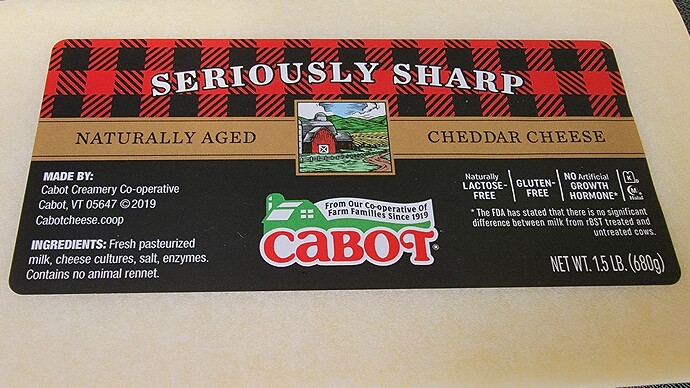 SERIOUSLY SHARP
NATURALLY AGED
CHEDDAR CHEESE
MADE BY:
Cabot Creamery Co-operative
Cabot, VT 05647 ©2019
Cabotcheese.coop
INGREDIENTS: Fresh pasteurized
milk, cheese cultures, salt, enzymes.
Contains no animal rennet.
From Our Co-operative Of
Farm Families Since 1919
CABOT®
Naturally
LACTOSE-
FREE
GLUTEN-
FREE
NO Artificial
GROWTH
HORMONE*
K
D
M
Halal
* The FDA has stated that there is no significant
difference between milk from rBST treated and
untreated cows.
NET WT. 1.5 LB. (680g)